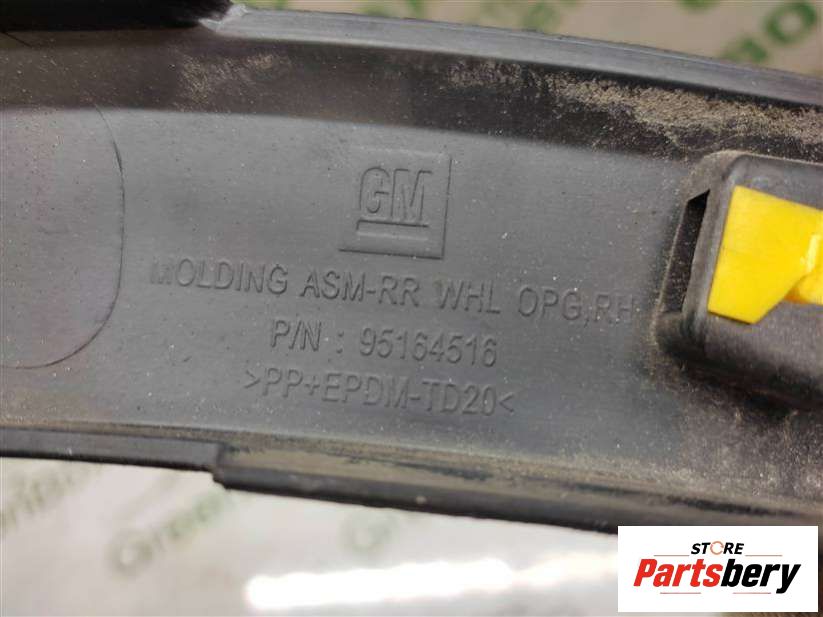 GM
MOLDING ASM-RR WHL OPG,RH
P/N : 95164516
>PP+EPDM-TD20<
STORE
Partsbery